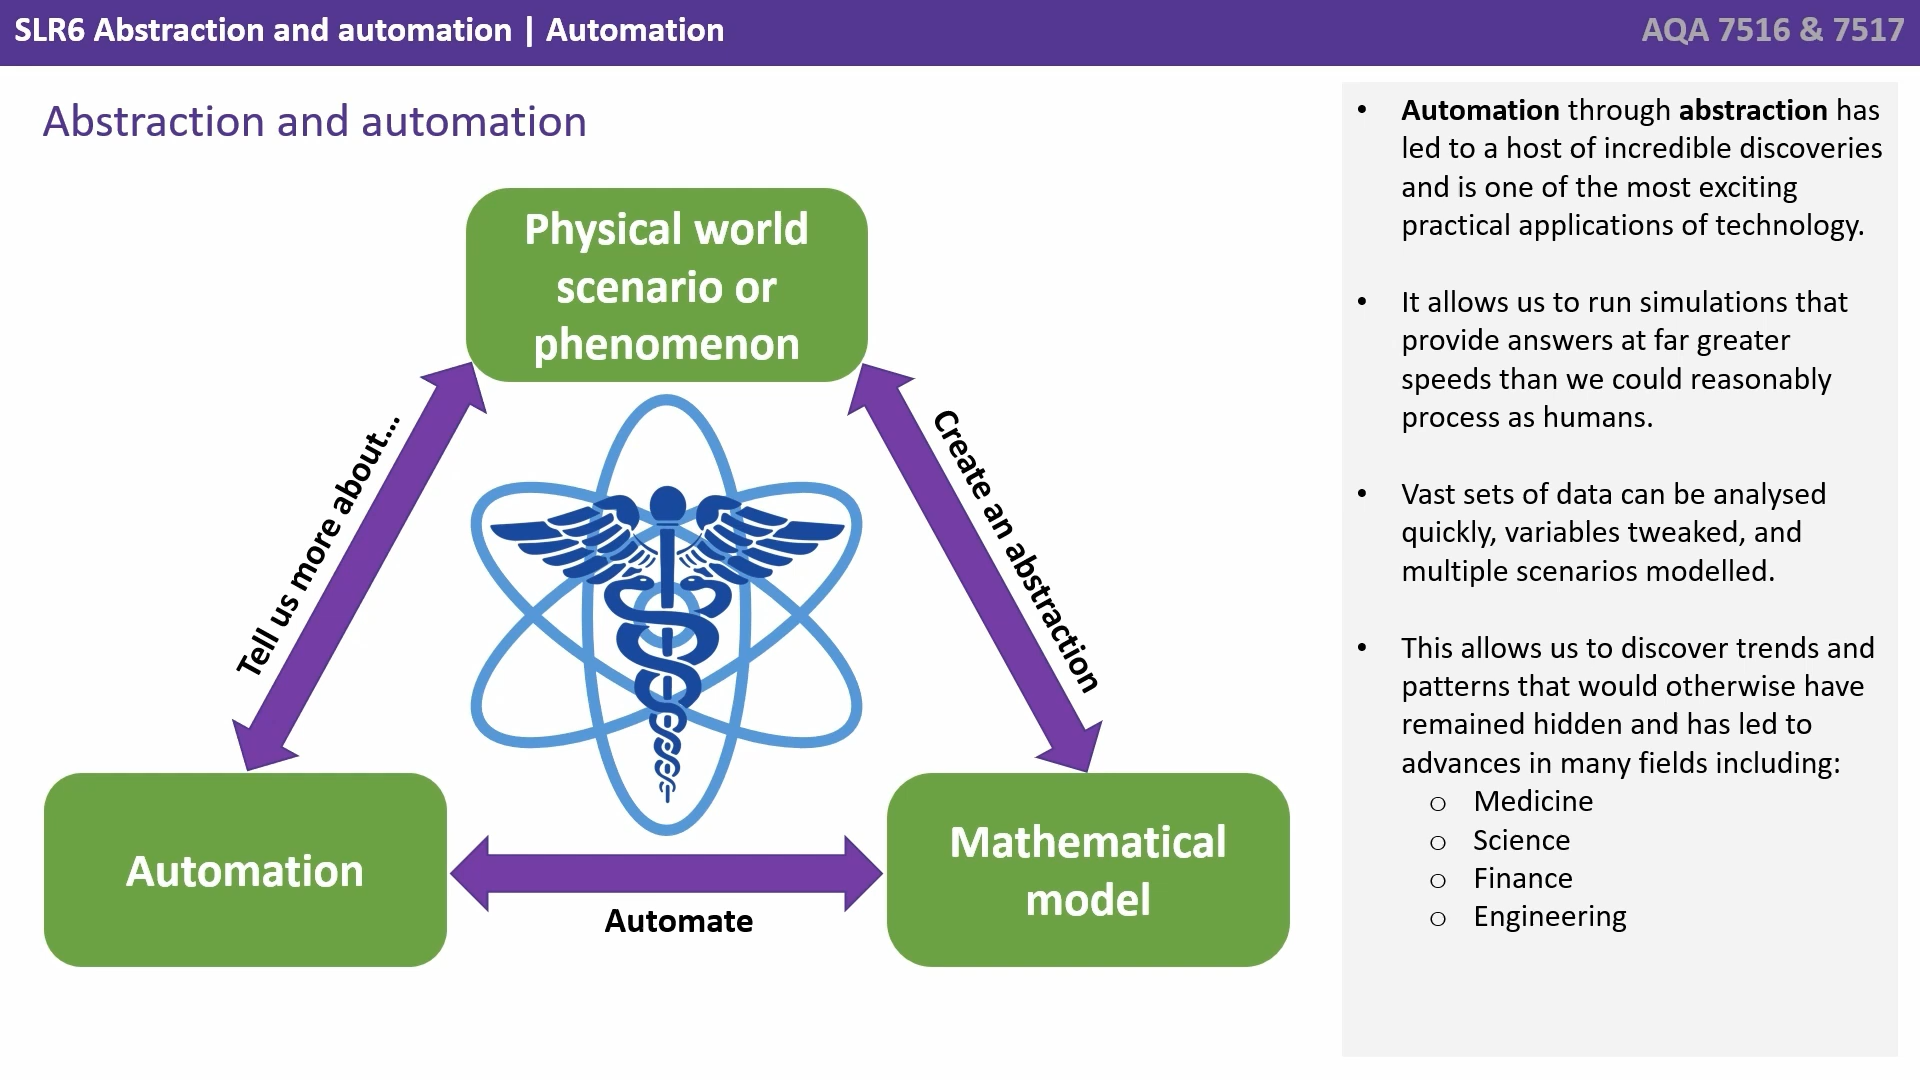 SLR6 Abstraction and automation | Automation
AQA 7516 & 7517
Abstraction and automation
Physical world
scenario or
phenomenon
Tell us more about...
Create an abstraction
Automation
Automate
Mathematical
model
• Automation through abstraction has
led to a host of incredible discoveries
and is one of the most exciting
practical applications of technology.
• It allows us to run simulations that
provide answers at far greater
speeds than we could reasonably
process as humans.
• Vast sets of data can be analysed
quickly, variables tweaked, and
multiple scenarios modelled.
• This allows us to discover trends and
patterns that would otherwise have
remained hidden and has led to
advances in many fields including:
o Medicine
o Science
o Finance
o Engineering